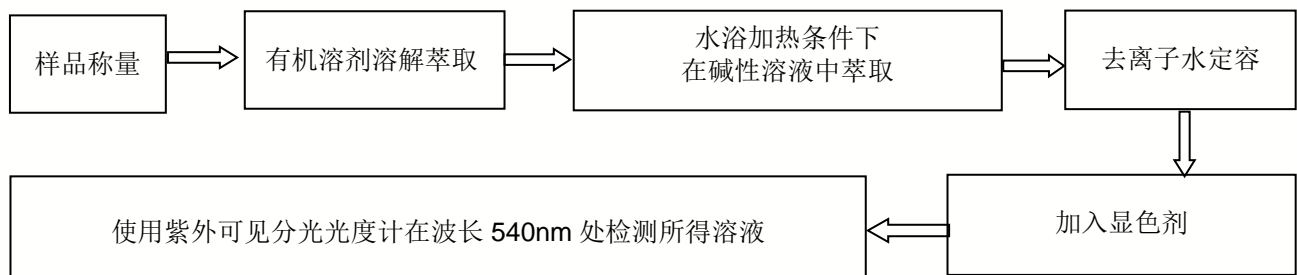 样品称量
有机溶剂溶解萃取
水浴加热条件下
在碱性溶液中萃取
去离子水定容
加入显色剂
使用紫外可见分光光度计在波长 540nm 处检测所得溶液